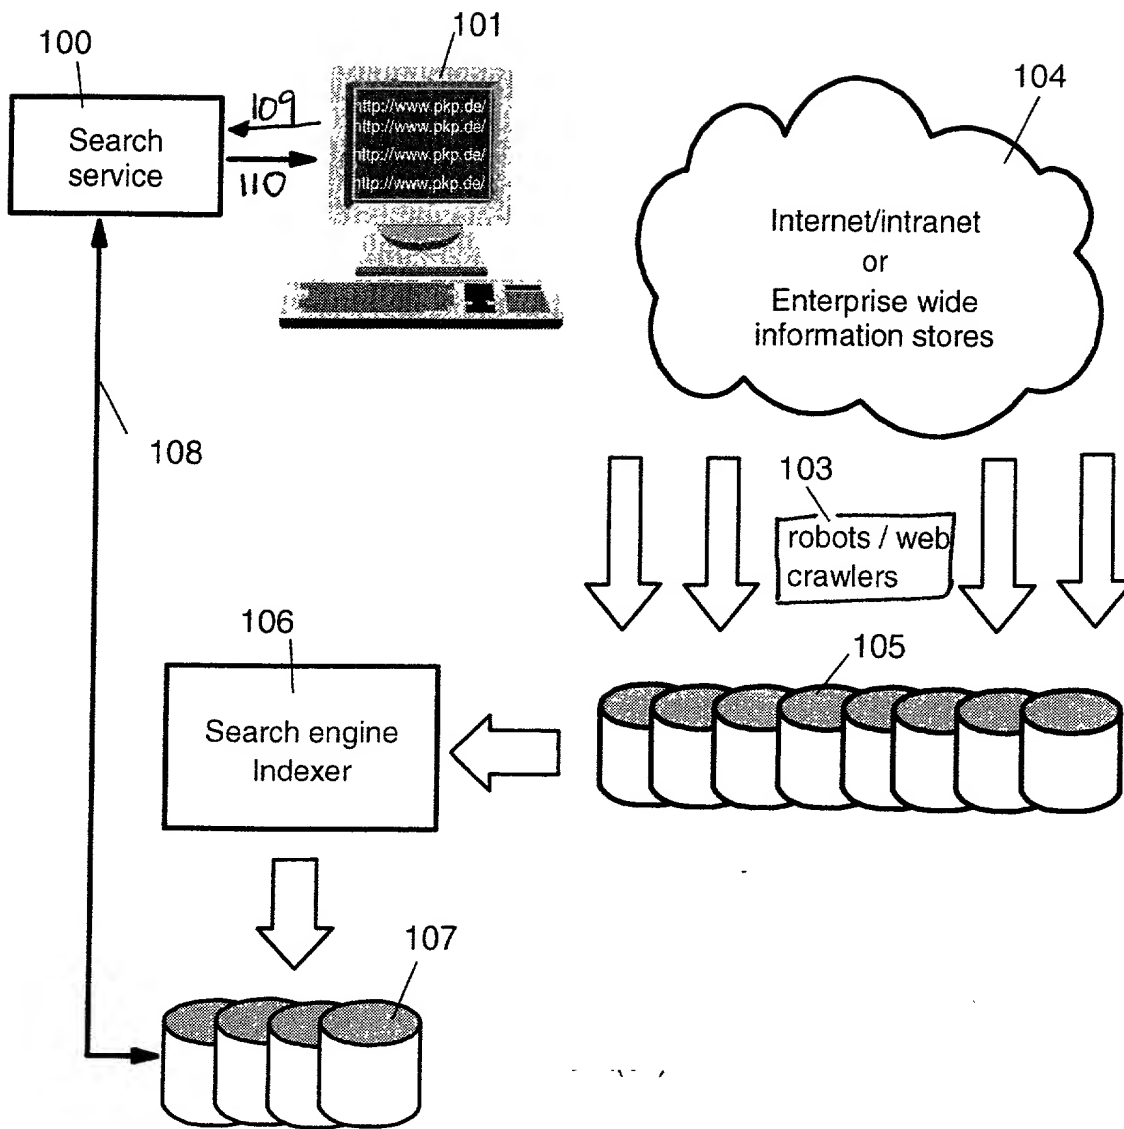 101
100
104
109
http://www.pkp.de/
http://www.pkp.de/
http://www.pkp.de/
http://www.pkp.de/
Search
service
110
Internet/intranet
or
Enterprise wide
information stores
108
103
robots / web
crawlers
106
105
Search engine
Indexer
107